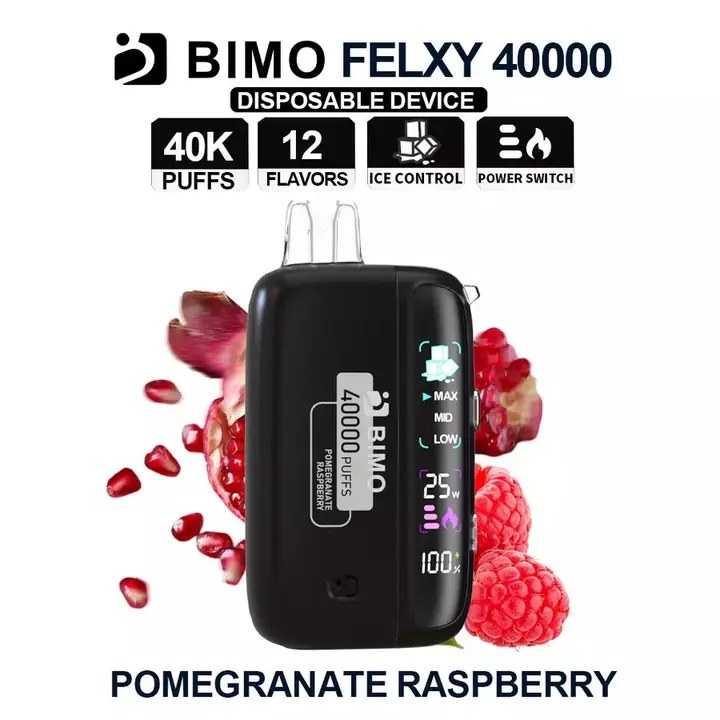 BIMO FELXY 40000
DISPOSABLE DEVICE
40K
PUFFS
12
FLAVORS
ICE CONTROL
POWER SWITCH
MAX
MID
LOW
25W
100%
BIMO
40000 PUFFS
POMEGRANATE
RASPBERRY
POMEGRANATE RASPBERRY